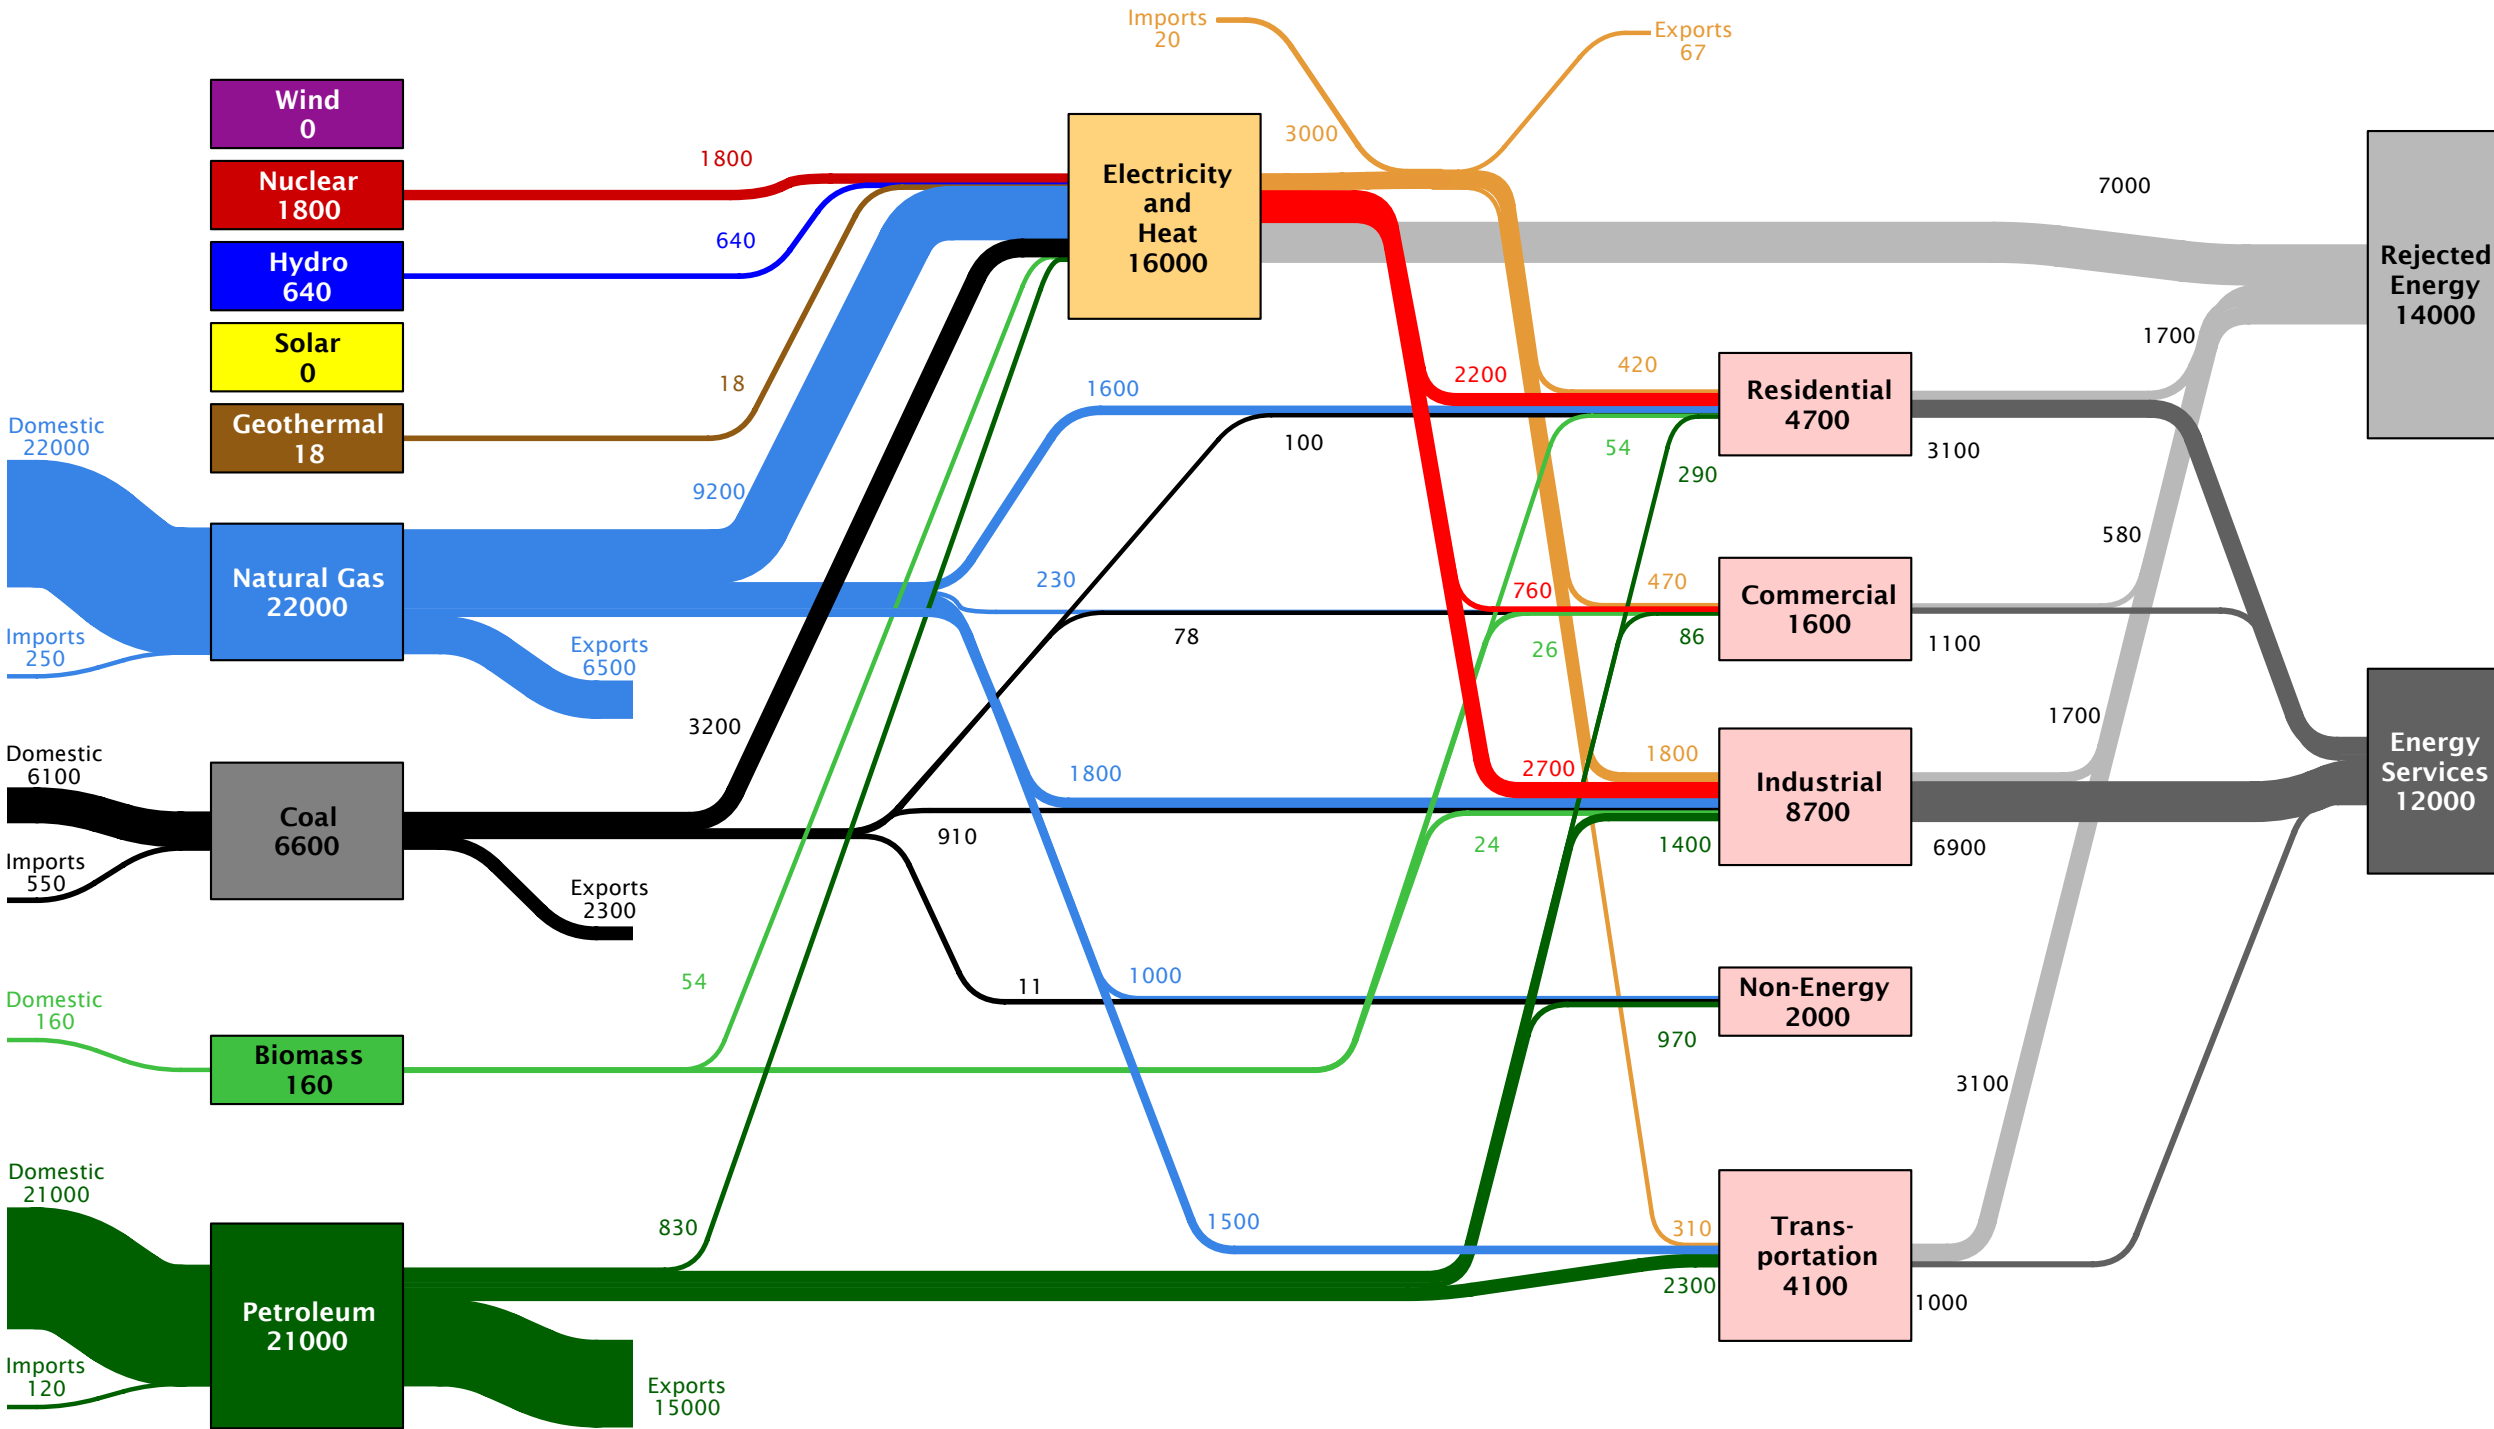 Imports
20
Exports
67
Wind
0
Nuclear
1800
Hydro
640
Solar
0
Geothermal
18
Domestic
22000
Natural Gas
22000
Imports
250
Exports
6500
Domestic
6100
Coal
6600
Imports
550
Exports
2300
Domestic
160
Biomass
160
Domestic
21000
Petroleum
21000
Imports
120
Exports
15000
1800
640
18
9200
3200
54
830
Electricity
and
Heat
16000
3000
7000
1600
100
230
78
1800
910
1000
11
1500
2200
420
54
290
760
470
26
86
2700
1800
24
1400
970
310
2300
Residential
4700
Commercial
1600
Industrial
8700
Non-Energy
2000
Trans-
portation
4100
1700
3100
580
1100
1700
6900
3100
1000
Rejected
Energy
14000
Energy
Services
12000